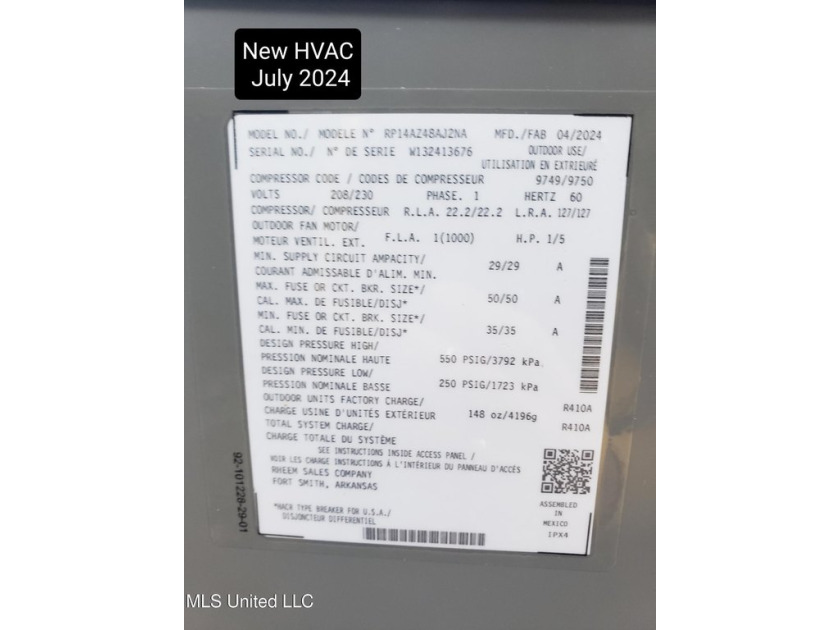 New HVAC
July 2024
MODEL NO./ MODELE N° RP14AZ48AJ2NA MFD./FAB 04/2024
SERIAL NO./ N° DE SERIE W132413676 OUTDOOR USE/
UTILISATION EN EXTRIEURÉ
COMPRESSOR CODE / CODES DE COMPRESSEUR 9749/9750
VOLTS 208/230 PHASE. 1 HERTZ 60
COMPRESSOR/ COMPRESSEUR R.L.A. 22.2/22.2 L.R.A. 127/127
OUTDOOR FAN MOTOR/
MOTEUR VENTIL. EXT. F.L.A. 1(1000) H.P. 1/5
MIN. SUPPLY CIRCUIT AMPACITY/
COURANT ADMISSABLE D'ALIM. MIN. 29/29 A
MAX. FUSE OR CKT. BKR. SIZE*/
CAL. MAX. DE FUSIBLE/DISJ* 50/50 A
MIN. FUSE OR CKT. BRK. SIZE*/
CAL. MIN. DE FUSIBLE/DISJ* 35/35 A
DESIGN PRESSURE HIGH/
PRESSION NOMINALE HAUTE 550 PSIG/3792 kPa
DESIGN PRESSURE LOW/
PRESSION NOMINALE BASSE 250 PSIG/1723 kPa
OUTDOOR UNITS FACTORY CHARGE/
CHARGE USINE D'UNITÉS EXTÉRIEUR 148 oz/4196g R410A
TOTAL SYSTEM CHARGE/ R410A
CHARGE TOTALE DU SYSTÈME
SEE INSTRUCTIONS INSIDE ACCESS PANEL /
VOIR LES CHARGE INSTRUCTIONS À L'INTÉRIEUR DU PANNEAU D'ACCÈS
RHEEM SALES COMPANY
FORT SMITH, ARKANSAS
*HACR TYPE BREAKER FOR U.S.A./
DISJONCTEUR DIFFERENTIEL
ASSEMBLED
IN
MEXICO
IPX4
92-101228-29-01
MLS United LLC